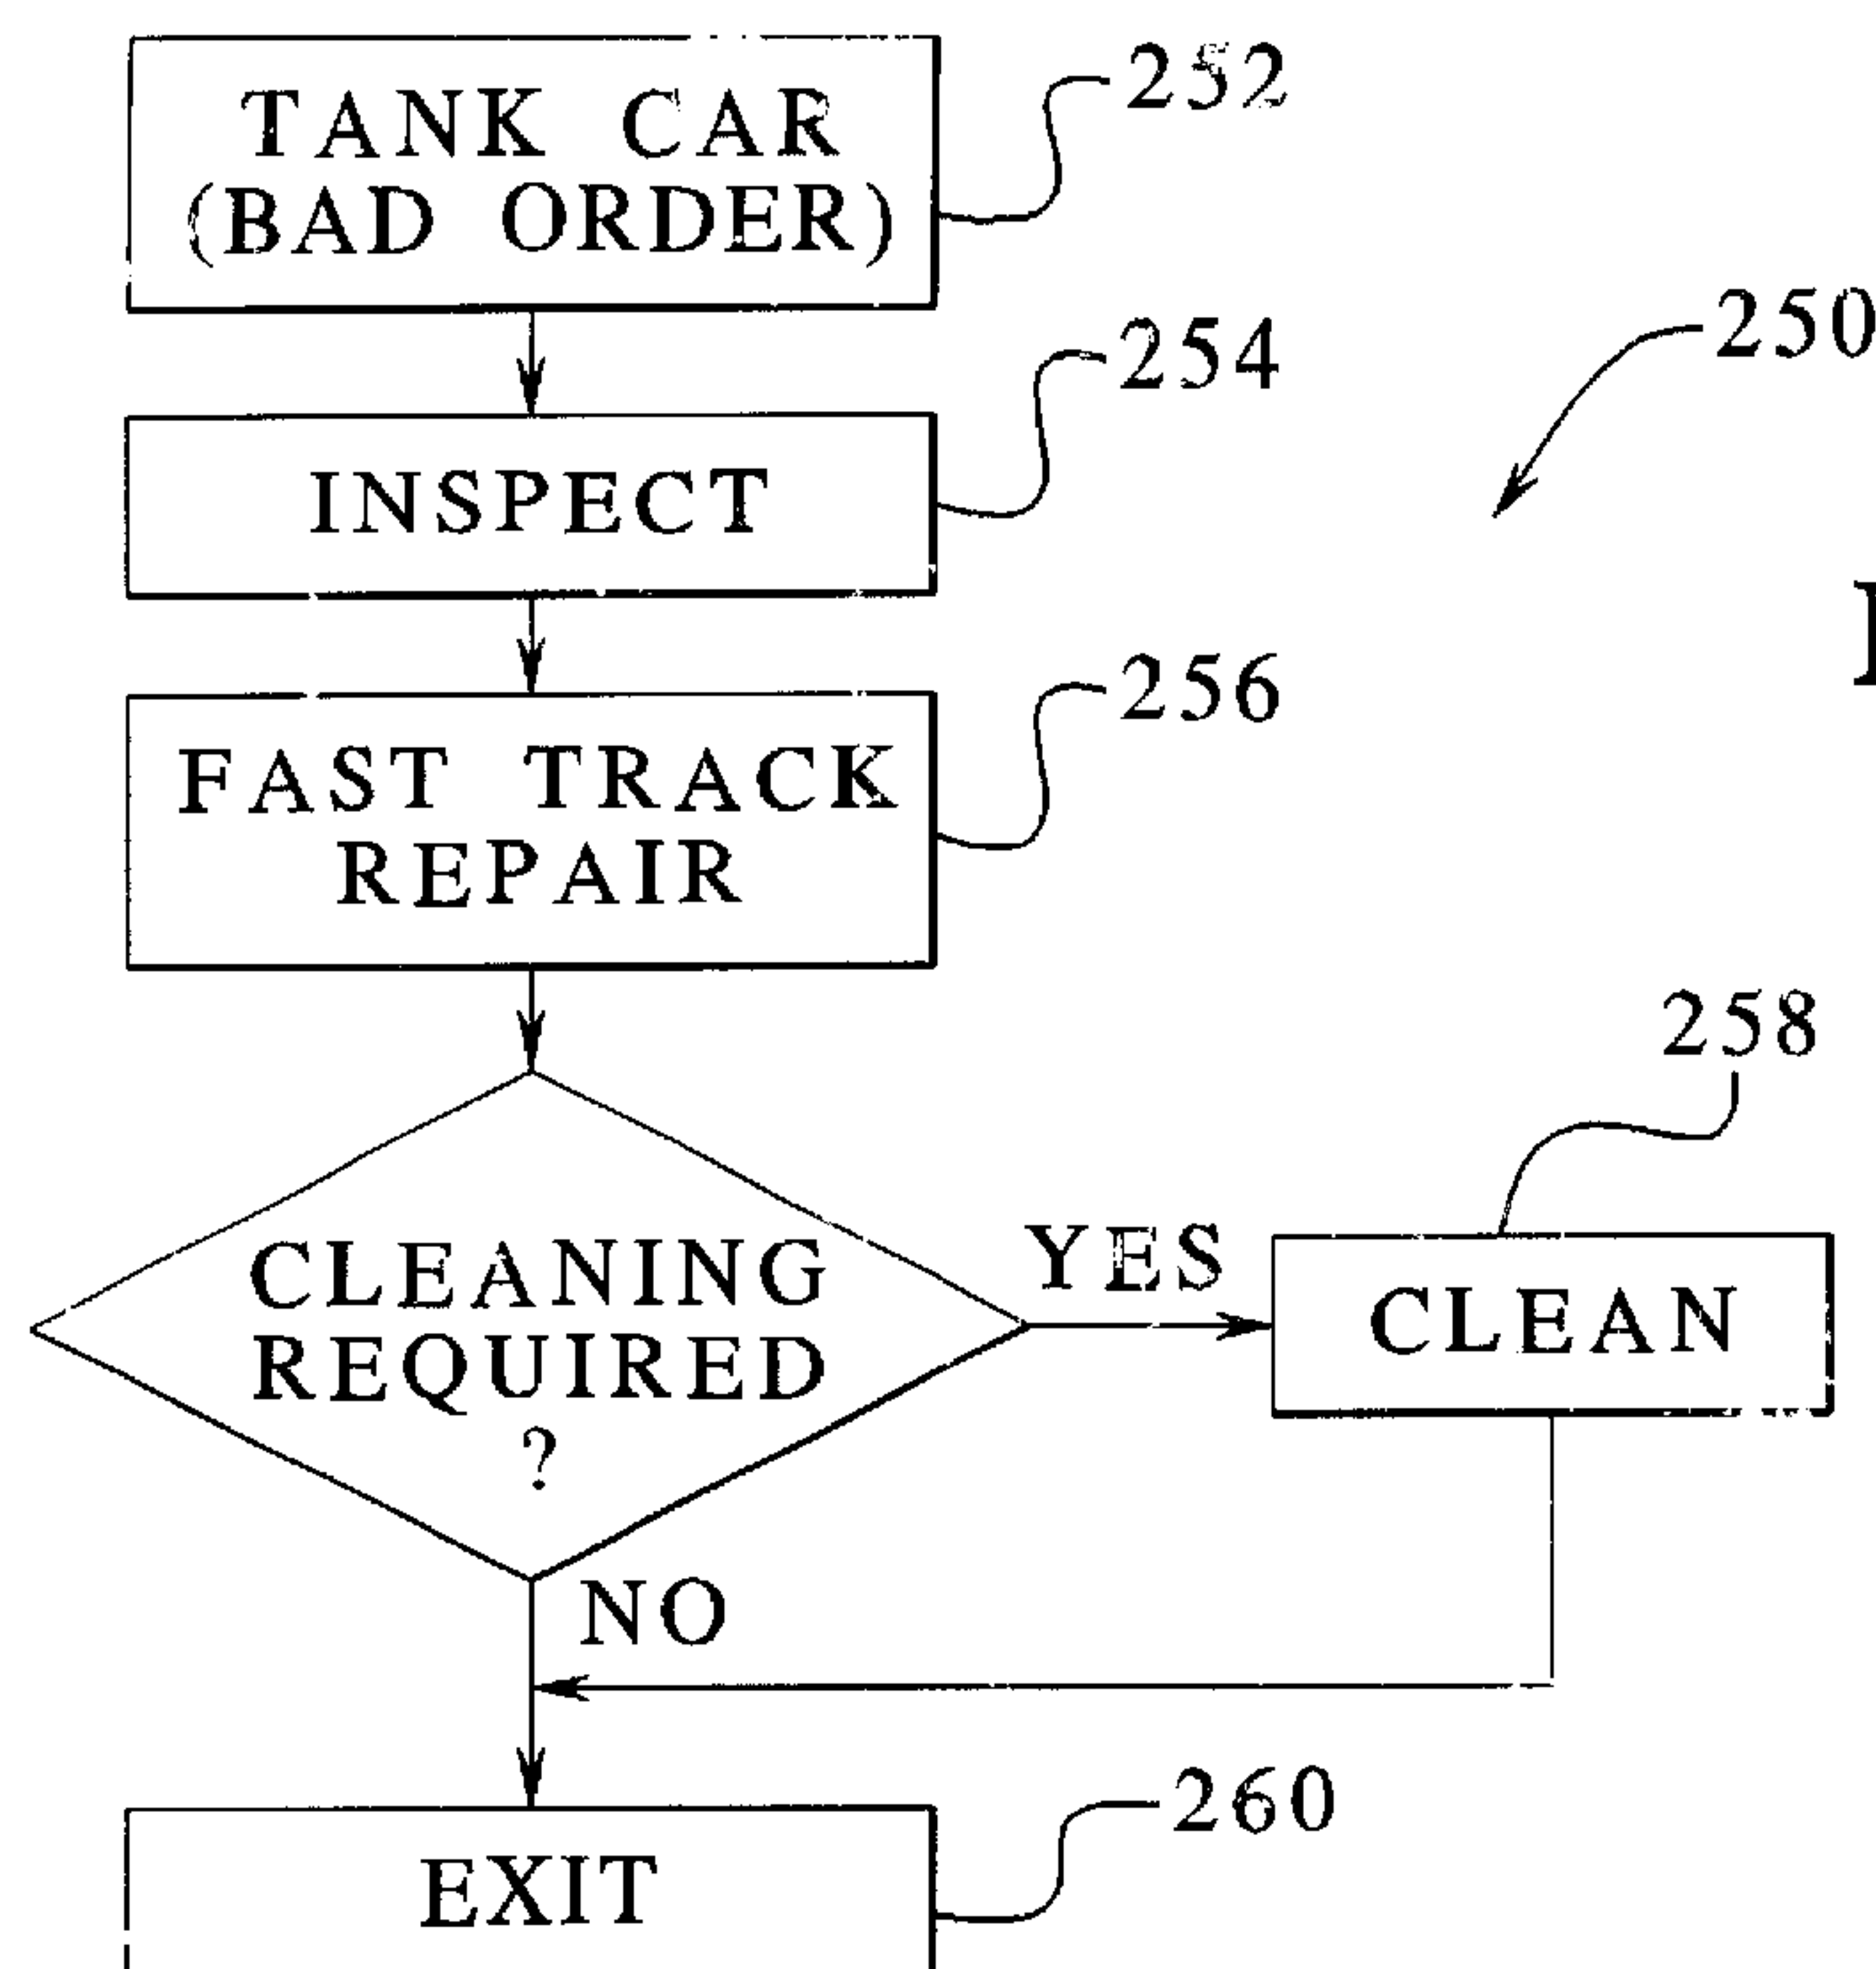 TANK CAR
(BAD ORDER)
252
INSPECT
254
250
FAST TRACK
REPAIR
256
CLEANING
REQUIRED
?
YES
258
CLEAN
NO
EXIT
260